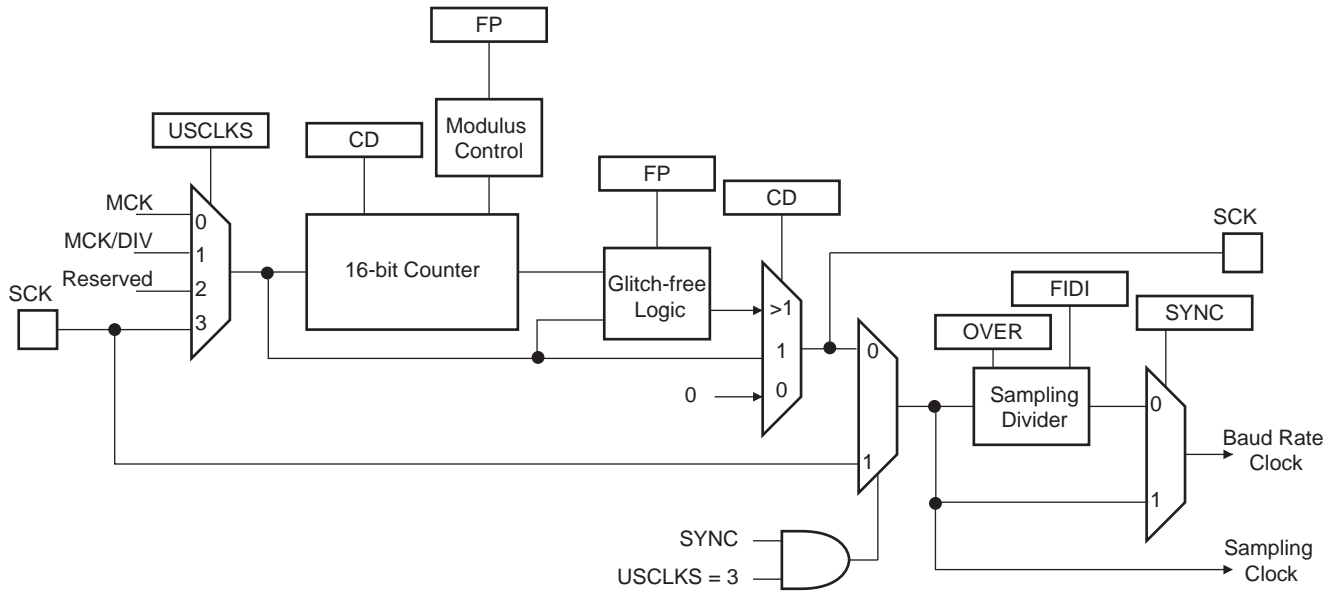 FP
USCLKS
CD
Modulus
Control
FP
CD
MCK
0
SCK
MCK/DIV
1
16-bit Counter
Reserved
2
Glitch-free
Logic
>1
FIDI
SCK
3
SYNC
OVER
1
0
0
0
Sampling
Divider
0
Baud Rate
Clock
1
1
SYNC
USCLKS = 3
Sampling
Clock